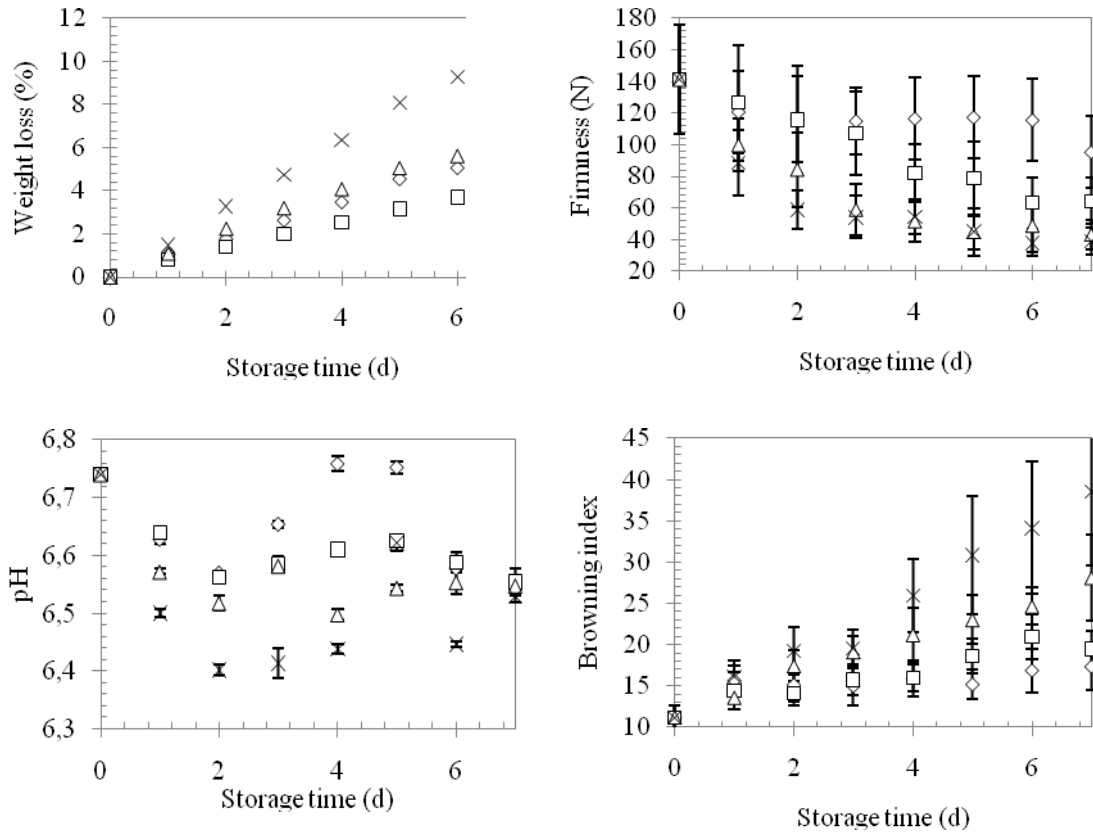 Weight loss (%)
12
10
8
6
4
2
0
0 2 4 6
Storage time (d)
Firmness (N)
180
160
140
120
100
80
60
40
20
0 2 4 6
Storage time (d)
pH
6,8
6,7
6,6
6,5
6,4
6,3
0 2 4 6
Storage time (d)
Browning index
45
40
35
30
25
20
15
10
0 2 4 6
Storage time (d)